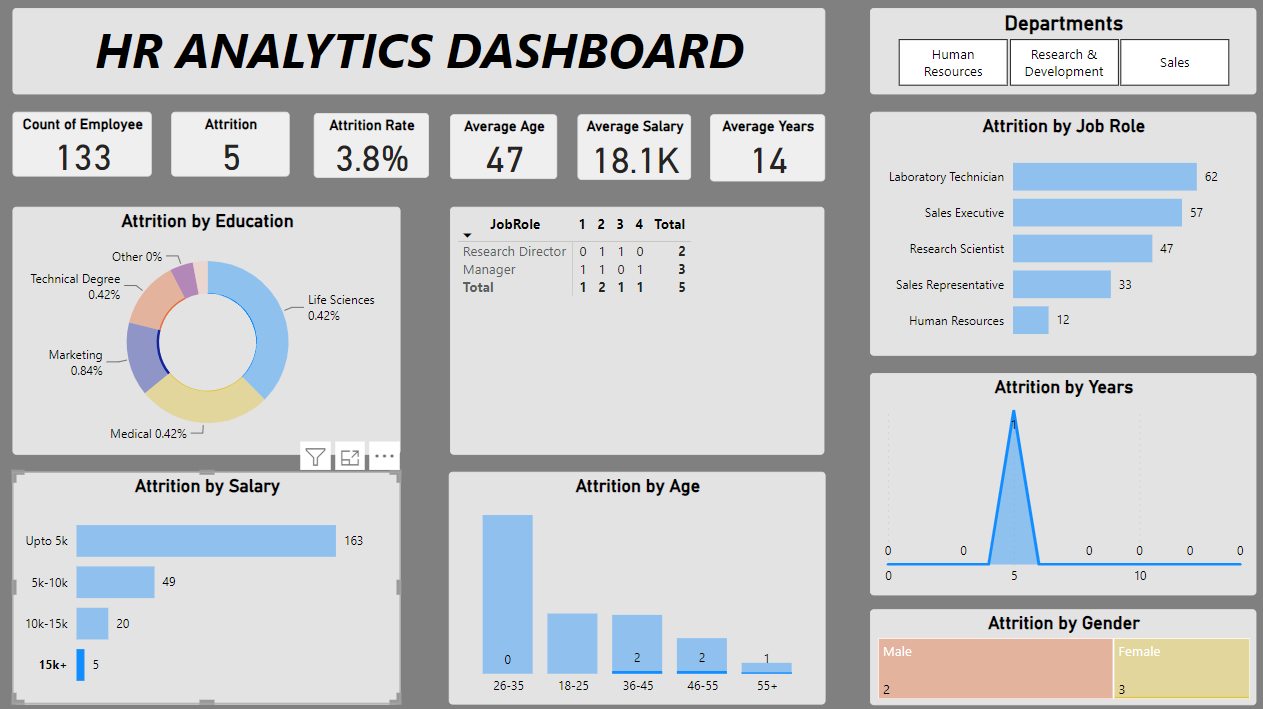 HR ANALYTICS DASHBOARD
Departments
Human
Resources
Research &
Development
Sales
Count of Employee
133
Attrition
5
Attrition Rate
3.8%
Average Age
47
Average Salary
18.1K
Average Years
14
Attrition by Education
Other 0%
Technical Degree
0.42%
Life Sciences
0.42%
Marketing
0.84%
Medical 0.42%
JobRole 1 2 3 4 Total
Research Director 0 1 1 0 2
Manager 1 1 0 1 3
Total 1 2 1 1 5
Attrition by Job Role
Laboratory Technician 62
Sales Executive 57
Research Scientist 47
Sales Representative 33
Human Resources 12
Attrition by Salary
Upto 5k 163
5k-10k 49
10k-15k 20
15k+ 5
Attrition by Age
0 2 2 1
26-35 18-25 36-45 46-55 55+
Attrition by Years
1
0 0 0 0 0 0
0 5 10
Attrition by Gender
Male Female
2 3